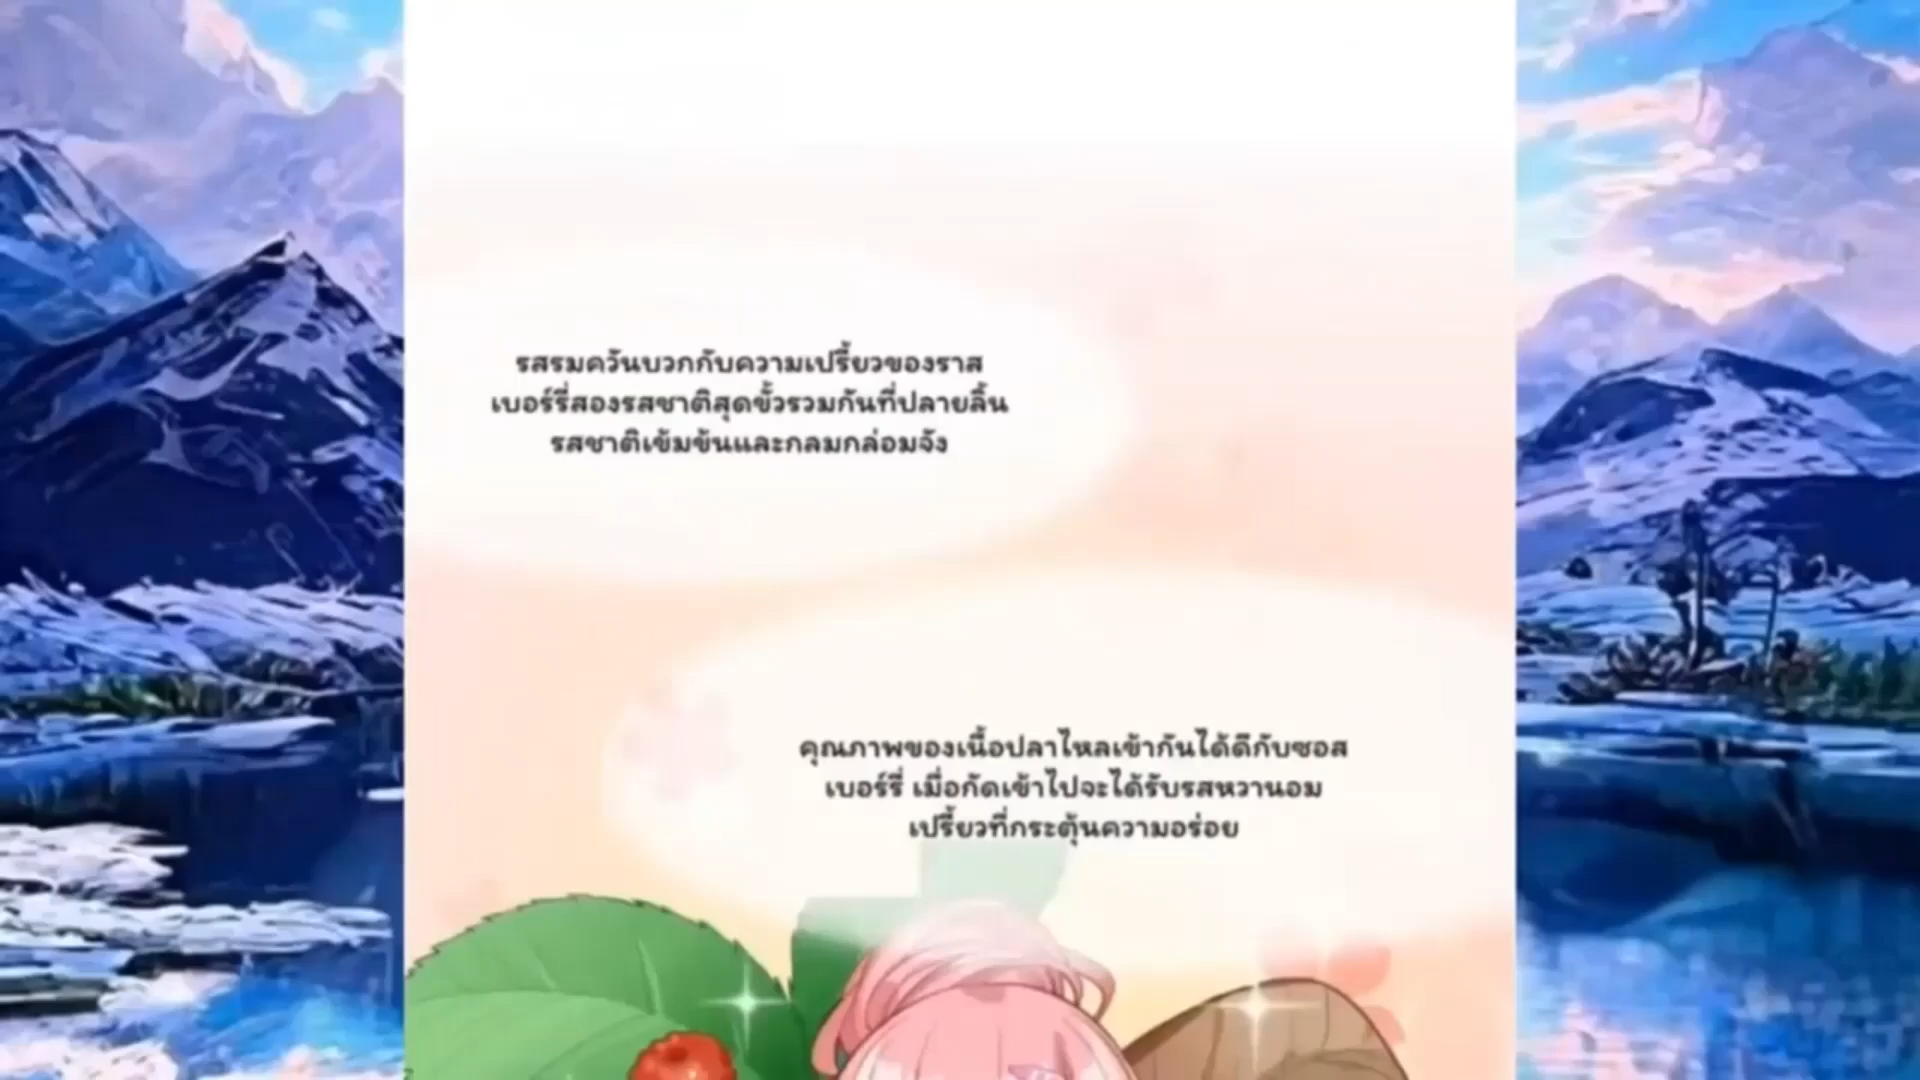 รสรมควันบวกกับความเปรี้ยวของราส
เบอร์รี่สองรสชาติสุดขั้วรวมกันที่ปลายลิ้น
รสชาติเข้มข้นและกลมกล่อมจัง
คุณภาพของเนื้อปลาไหลเข้ากันได้ดีกับซอส
เบอร์รี่ เมื่อกัดเข้าไปจะได้รับรสหวานอม
เปรี้ยวที่กระตุ้นความอร่อย